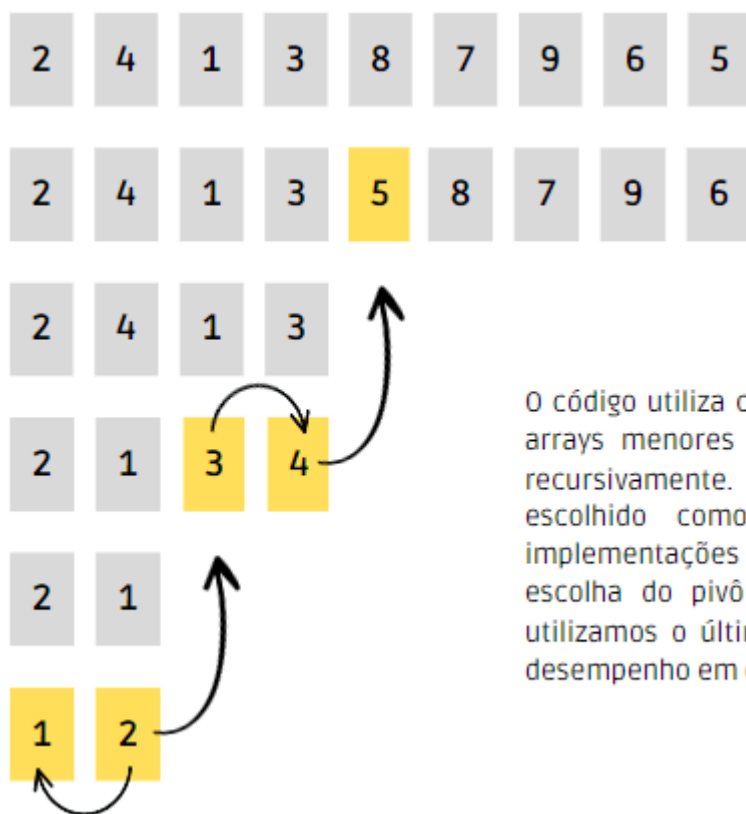 2 4 1 3 8 7 9 6 5
2 4 1 3 5 8 7 9 6
2 4 1 3
2 1 3 4
2 1
1 2
O código utiliza
arrays menores
recursivamente.
escolhido como
implementações
escolha do pivô
utilizamos o
desempenho em